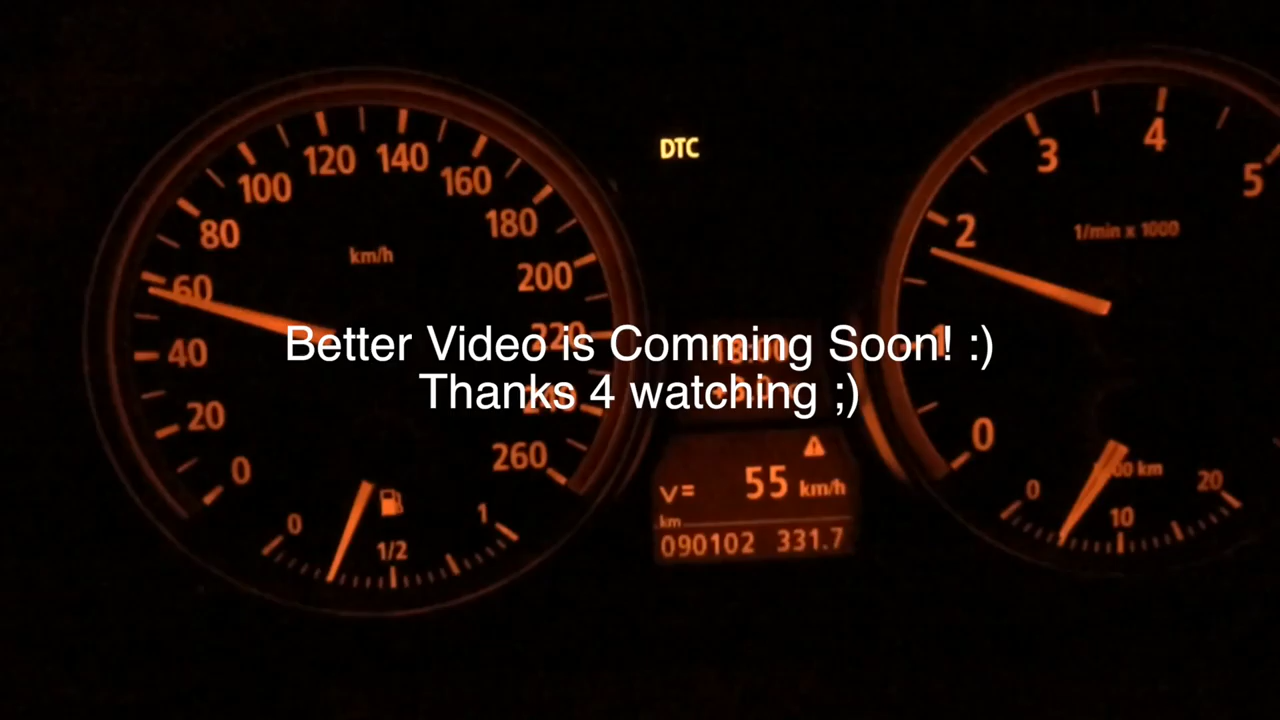 120 140
100 160
80 180
60 200
40 220
20
0 260
km/h
0 1/2 1
DTC
Better Video is Comming Soon! :)
Thanks 4 watching ;)
v= 55 km/h
km
090102 331.7
3 4 5
2
1/min x 1000
1
0
0 10 20
km